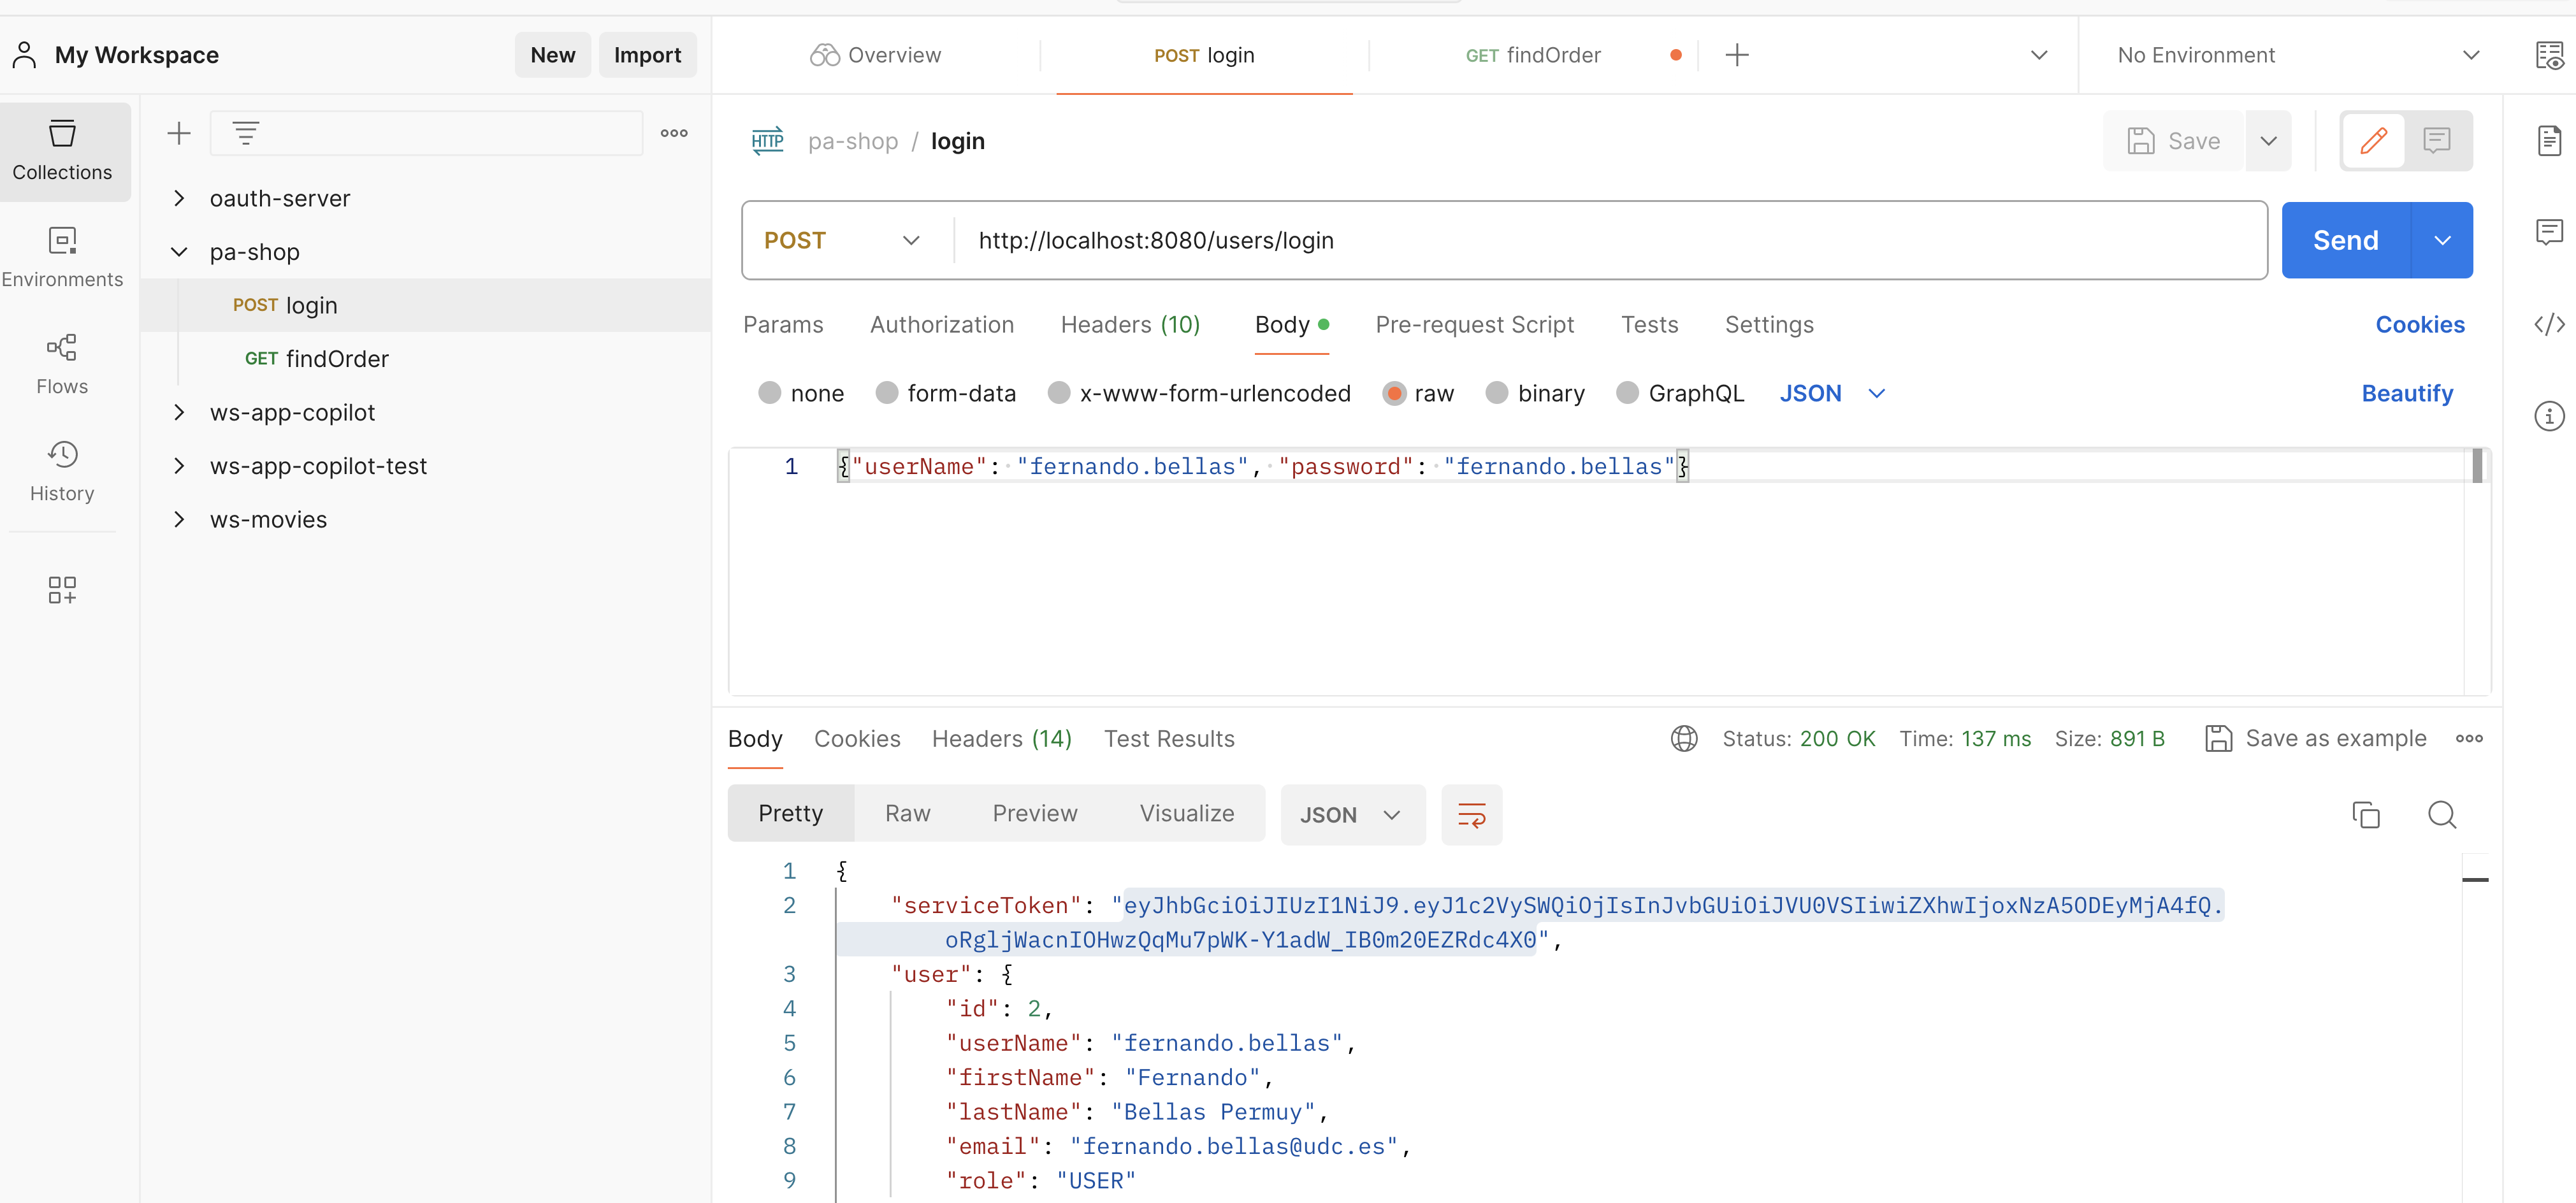 My Workspace
New
Import
Overview
POST login
GET findOrder
No Environment
Collections
Environments
Flows
History
oauth-server
pa-shop
POST login
GET findOrder
ws-app-copilot
ws-app-copilot-test
ws-movies
HTTP
pa-shop / login
Save
POST
http://localhost:8080/users/login
Send
Params
Authorization
Headers (10)
Body
Pre-request Script
Tests
Settings
Cookies
none
form-data
x-www-form-urlencoded
raw
binary
GraphQL
JSON
Beautify
1 {"userName": "fernando.bellas", "password": "fernando.bellas"}
Body
Cookies
Headers (14)
Test Results
Status: 200 OK
Time: 137 ms
Size: 891 B
Save as example
Pretty
Raw
Preview
Visualize
JSON
1 {
2 "serviceToken": "eyJhbGciOiJIUzI1NiJ9.eyJ1c2VySWQiOjIsInJvbGUiOiJVU0VSIiwiZXhwIjoxNzA5ODEyMjA4fQ.
oRgljWacnIOHwzQqMu7pWK-Y1adW_IB0m20EZRdc4X0",
3 "user": {
4 "id": 2,
5 "userName": "fernando.bellas",
6 "firstName": "Fernando",
7 "lastName": "Bellas Permuy",
8 "email": "fernando.bellas@udc.es",
9 "role": "USER"